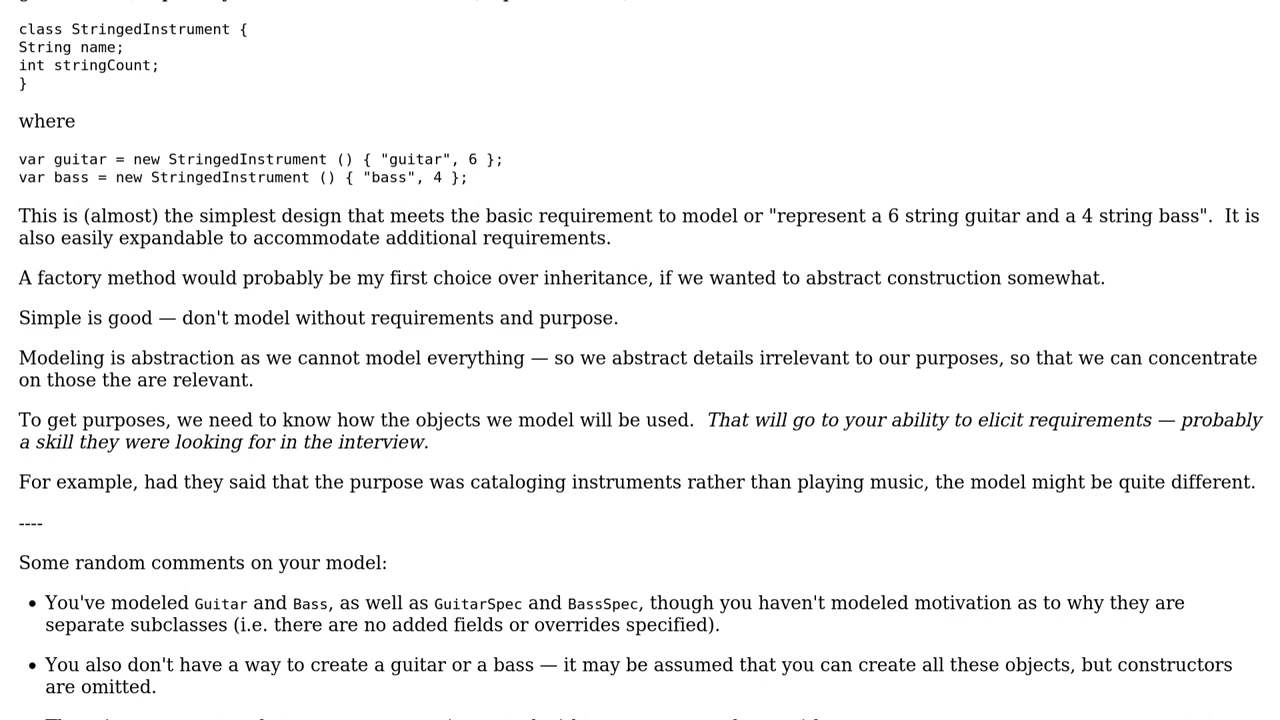 class StringedInstrument {
String name;
int stringCount;
}
where
var guitar = new StringedInstrument () { "guitar", 6 };
var bass = new StringedInstrument () { "bass", 4 };
This is (almost) the simplest design that meets the basic requirement to model or "represent a 6 string guitar and a 4 string bass".  It is
also easily expandable to accommodate additional requirements.
A factory method would probably be my first choice over inheritance, if we wanted to abstract construction somewhat.
Simple is good — don't model without requirements and purpose.
Modeling is abstraction as we cannot model everything — so we abstract details irrelevant to our purposes, so that we can concentrate
on those the are relevant.
To get purposes, we need to know how the objects we model will be used.  That will go to your ability to elicit requirements — probably
a skill they were looking for in the interview.
For example, had they said that the purpose was cataloging instruments rather than playing music, the model might be quite different.
----
Some random comments on your model:
• You've modeled Guitar and Bass, as well as GuitarSpec and BassSpec, though you haven't modeled motivation as to why they are
separate subclasses (i.e. there are no added fields or overrides specified).
• You also don't have a way to create a guitar or a bass — it may be assumed that you can create all these objects, but constructors
are omitted.